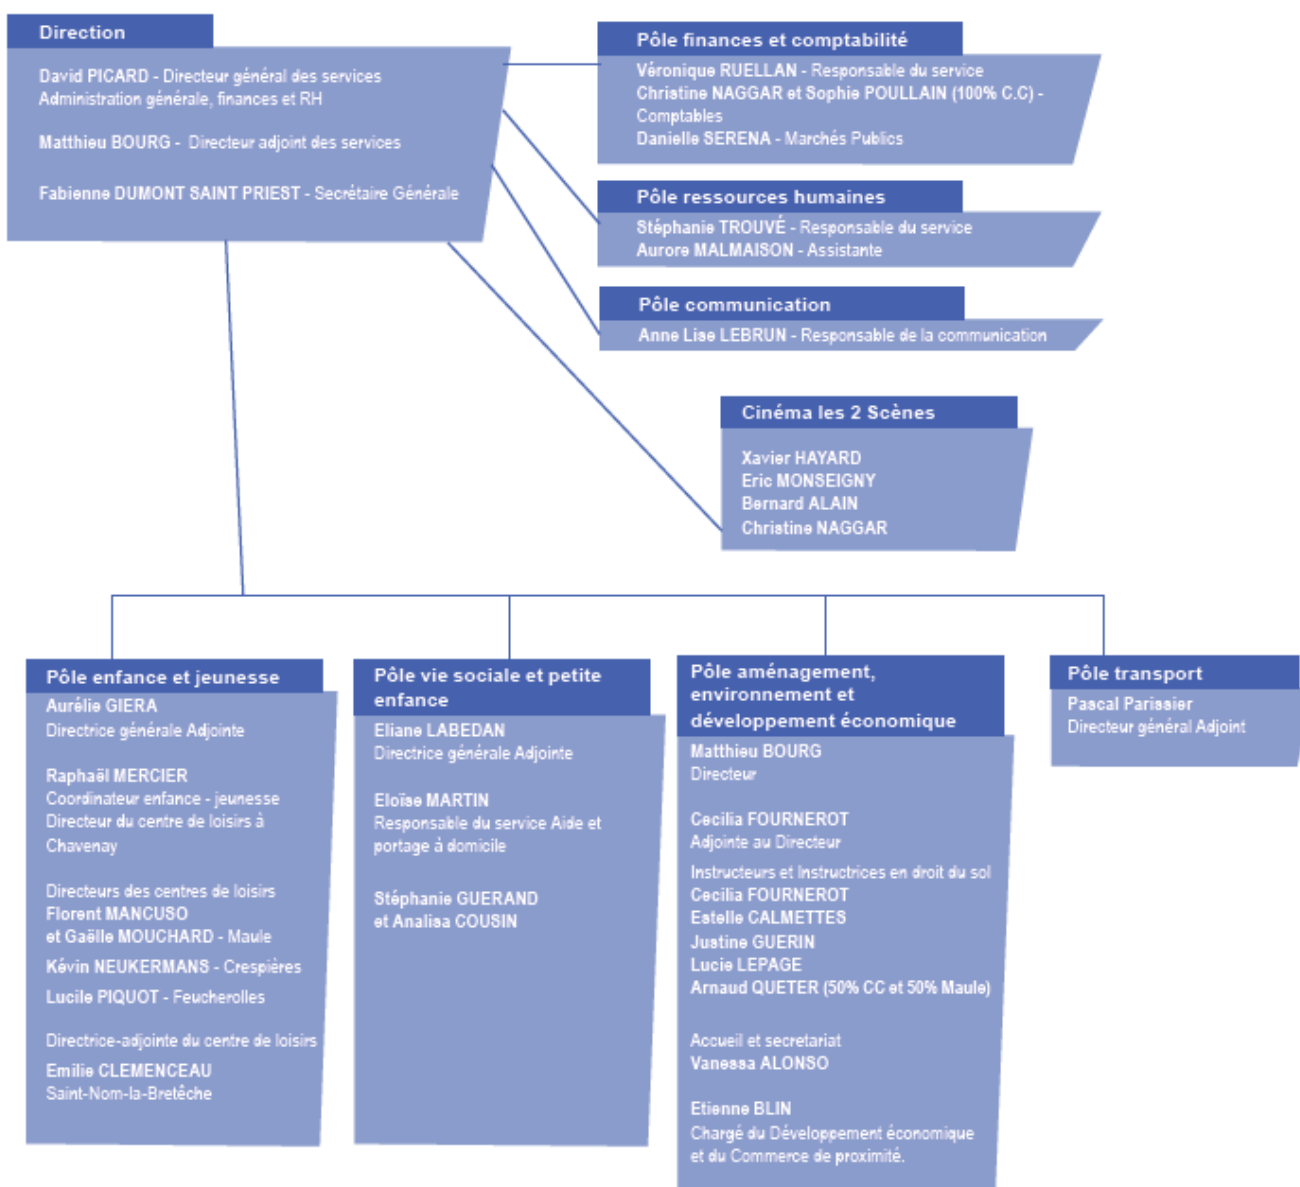 Direction
David PICARD - Directeur général des services
Administration générale, finances et RH
Matthieu BOURG - Directeur adjoint des services
Fabienne DUMONT SAINT PRIEST - Secrétaire Générale
Pôle finances et comptabilité
Véronique RUELLAN - Responsable du service
Christine NAGGAR et Sophie POULLAIN (100% C.C) -
Comptables
Danielle SERENA - Marchés Publics
Pôle ressources humaines
Stéphanie TROUVÉ - Responsable du service
Aurore MALMAISON - Assistante
Pôle communication
Anne Lise LEBRUN - Responsable de la communication
Cinéma les 2 Scènes
Xavier HAYARD
Eric MONSEIGNY
Bernard ALAIN
Christine NAGGAR
Pôle enfance et jeunesse
Aurélie GIERA
Directrice générale Adjointe
Raphaël MERCIER
Coordinateur enfance - jeunesse
Directeur du centre de loisirs à
Chavenay
Directeurs des centres de loisirs
Florent MANCUSO
et Gaëlle MOUCHARD - Maule
Kévin NEUKERMANS - Crespières
Lucile PIQUOT - Feucherolles
Directrice-adjointe du centre de loisirs
Emilie CLEMENCEAU
Saint-Nom-la-Bretêche
Pôle vie sociale et petite
enfance
Eliane LABEDAN
Directrice générale Adjointe
Eloïse MARTIN
Responsable du service Aide et
portage à domicile
Stéphanie GUERAND
et Analisa COUSIN
Pôle aménagement,
environnement et
développement économique
Matthieu BOURG
Directeur
Cecilia FOURNEROT
Adjointe au Directeur
Instructeurs et Instructrices en droit du sol
Cecilia FOURNEROT
Estelle CALMETTES
Justine GUERIN
Lucie LEPAGE
Arnaud QUETER (50% CC et 50% Maule)
Accueil et secretariat
Vanessa ALONSO
Etienne BLIN
Chargé du Développement économique
et du Commerce de proximité.
Pôle transport
Pascal Parissier
Directeur général Adjoint